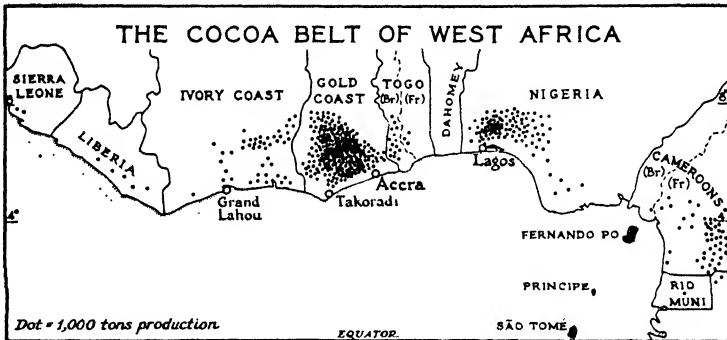 THE COCOA BELT OF WEST AFRICA
SIERRA
LEONE
LIBERIA
IVORY COAST
GOLD
COAST
TOGO
(Br) (Fr)
DAHOMEY
NIGERIA
CAMEROONS
(Br)
(Fr)
Grand
Lahou
Takoradi
Accra
Lagos
4°
FERNANDO PO
PRINCIPE
RIO
MUNI
SÃO TOMÉ
Dot = 1,000 tons production.
EQUATOR